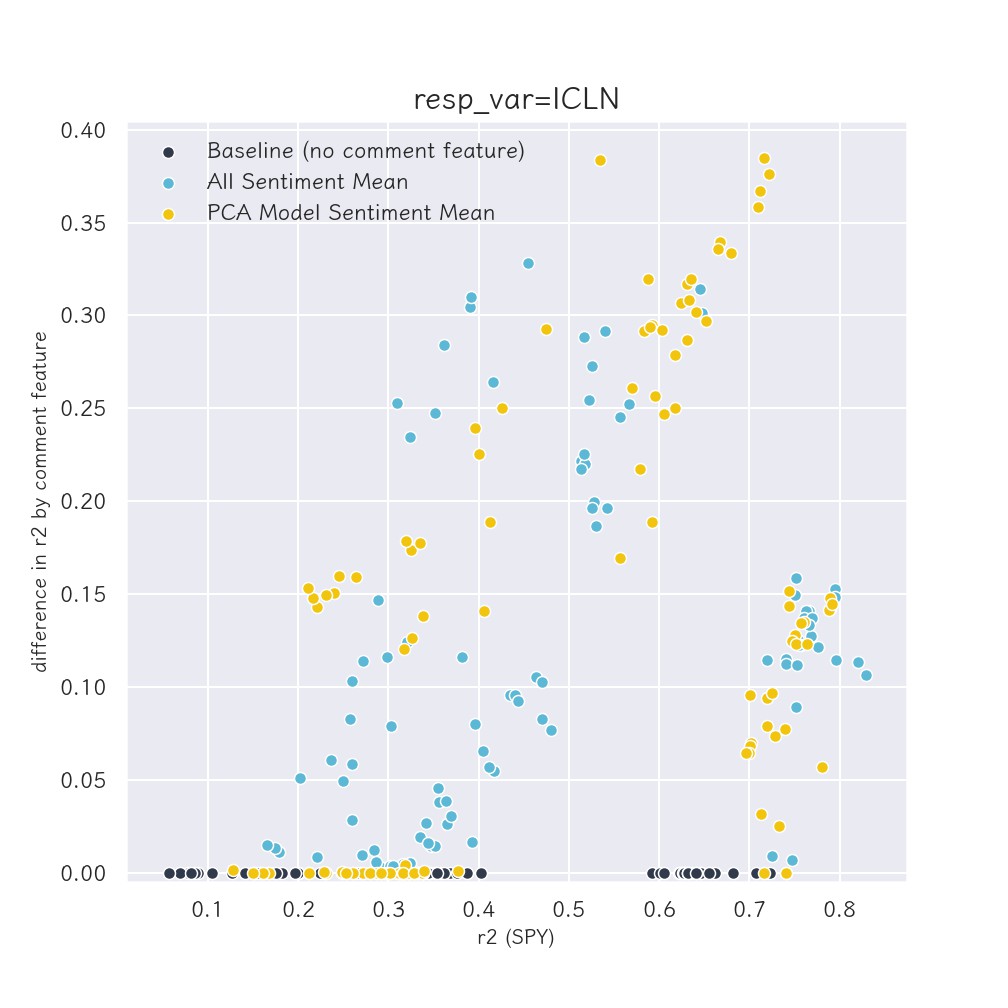 resp_var=ICLN
0.40
0.35
0.30
0.25
0.20
0.15
0.10
0.05
0.00
difference in r2 by comment feature
Baseline (no comment feature)
All Sentiment Mean
PCA Model Sentiment Mean
0.1 0.2 0.3 0.4 0.5 0.6 0.7 0.8
r2 (SPY)